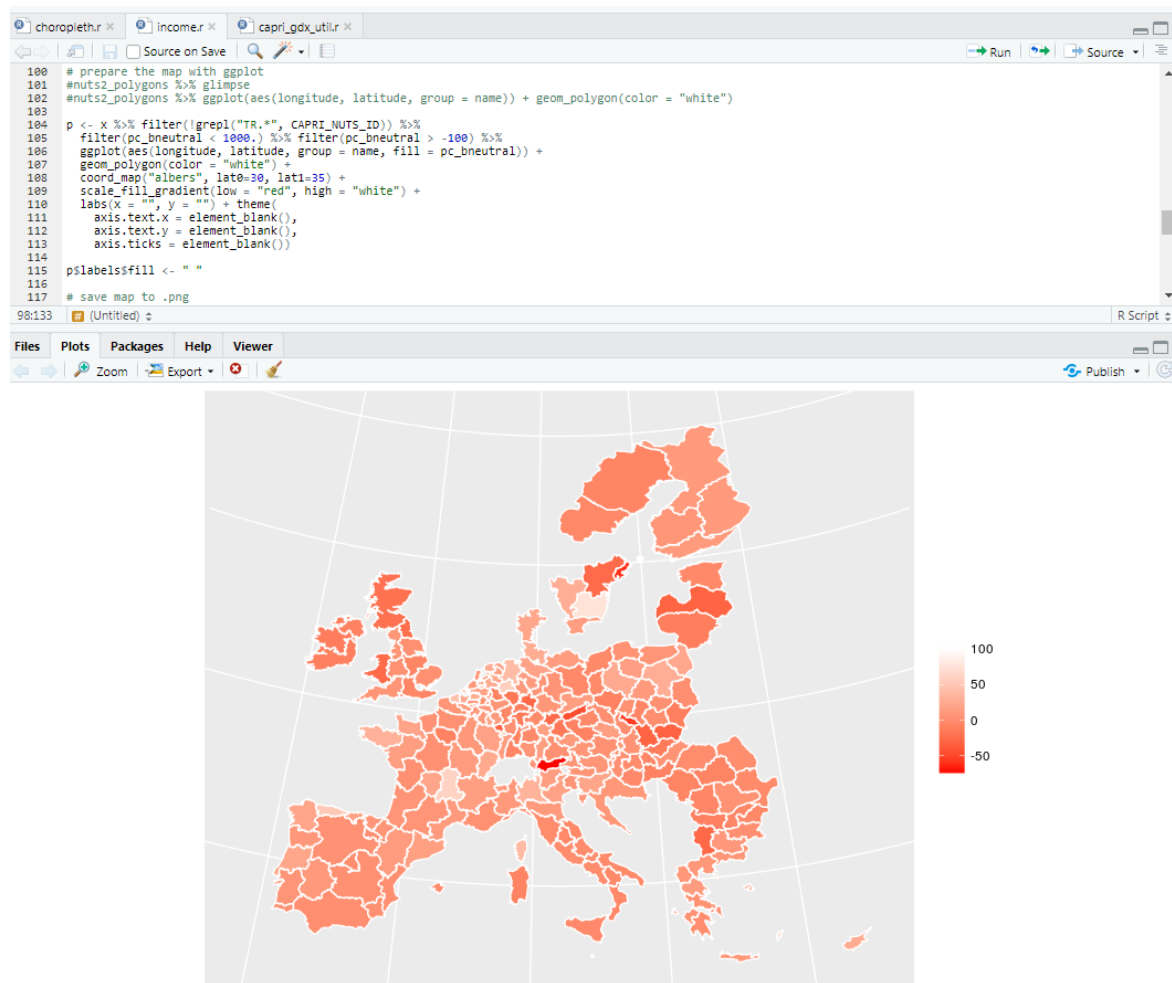 choropleth.r
income.r
capri_gdx_util.r
Source on Save
Run
Source
100 # prepare the map with ggplot
101 #nuts2_polygons %>% glimpse
102 #nuts2_polygons %>% ggplot(aes(longitude, latitude, group = name)) + geom_polygon(color = "white")
103
104 p <- x %>% filter(!grepl("TR.*", CAPRI_NUTS_ID)) %>%
105   filter(pc_bneutral < 1000.) %>% filter(pc_bneutral > -100) %>%
106   ggplot(aes(longitude, latitude, group = name, fill = pc_bneutral)) +
107   geom_polygon(color = "white") +
108   coord_map("albers", lat0=30, lat1=35) +
109   scale_fill_gradient(low = "red", high = "white") +
110   labs(x = "", y = "") + theme(
111     axis.text.x = element_blank(),
112     axis.text.y = element_blank(),
113     axis.ticks = element_blank())
114
115 p$labels$fill <- " "
116
117 # save map to .png
98:133 # (Untitled) R Script
Files Plots Packages Help Viewer
Zoom Export Publish
100
50
0
-50